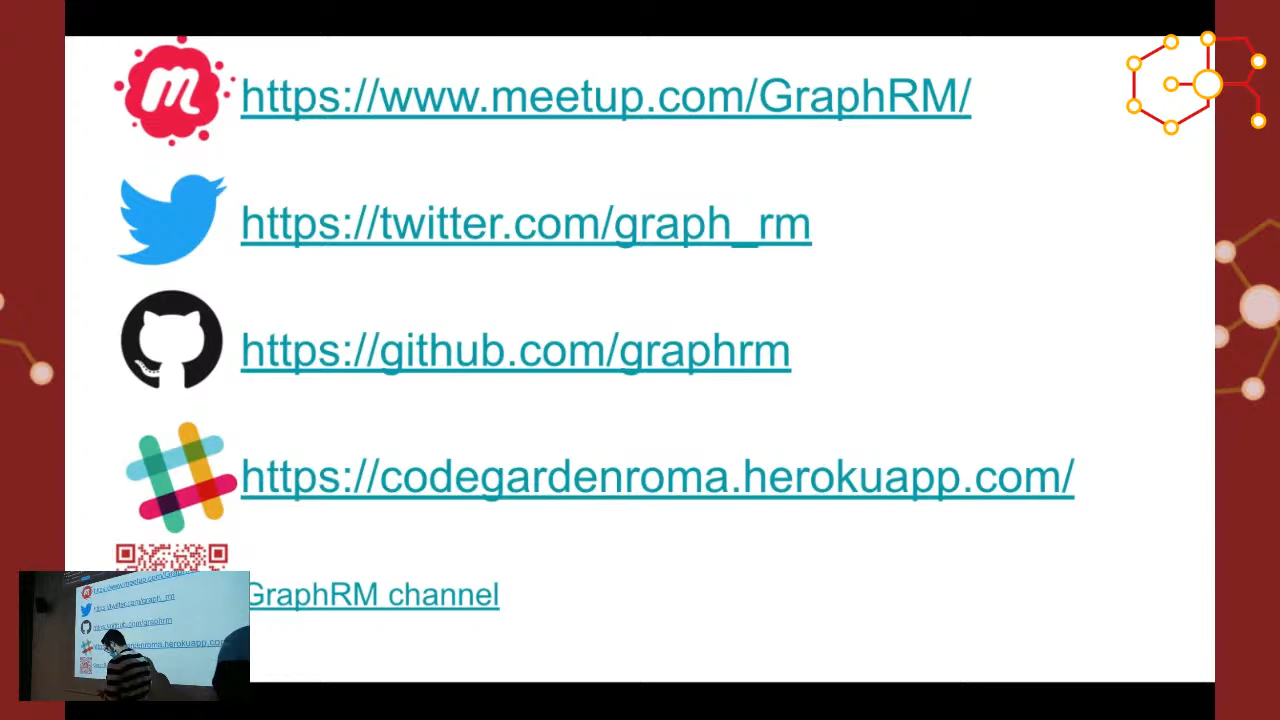 https://www.meetup.com/GraphRM/
https://twitter.com/graph_rm
https://github.com/graphrm
https://codegardenroma.herokuapp.com/
GraphRM channel